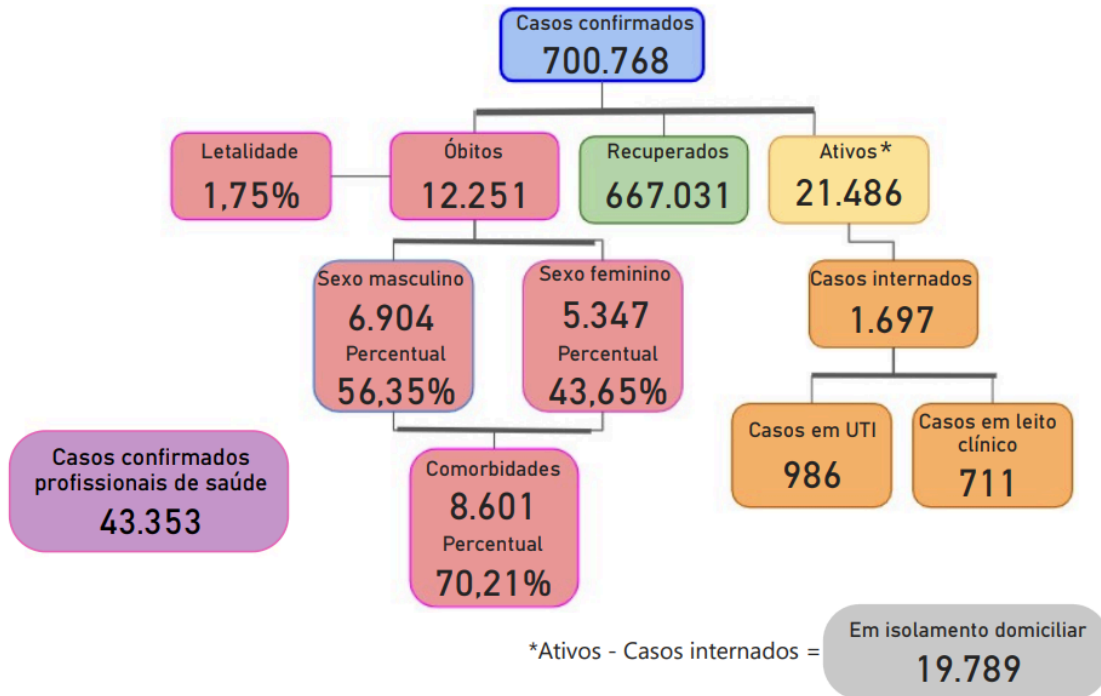 Casos confirmados
700.768
Letalidade
1,75%
Óbitos
12.251
Recuperados
667.031
Ativos*
21.486
Sexo masculino
6.904
Percentual
56,35%
Sexo feminino
5.347
Percentual
43,65%
Casos internados
1.697
Casos em UTI
986
Casos em leito
clínico
711
Casos confirmados
profissionais de saúde
43.353
Comorbidades
8.601
Percentual
70,21%
*Ativos - Casos internados =
Em isolamento domiciliar
19.789